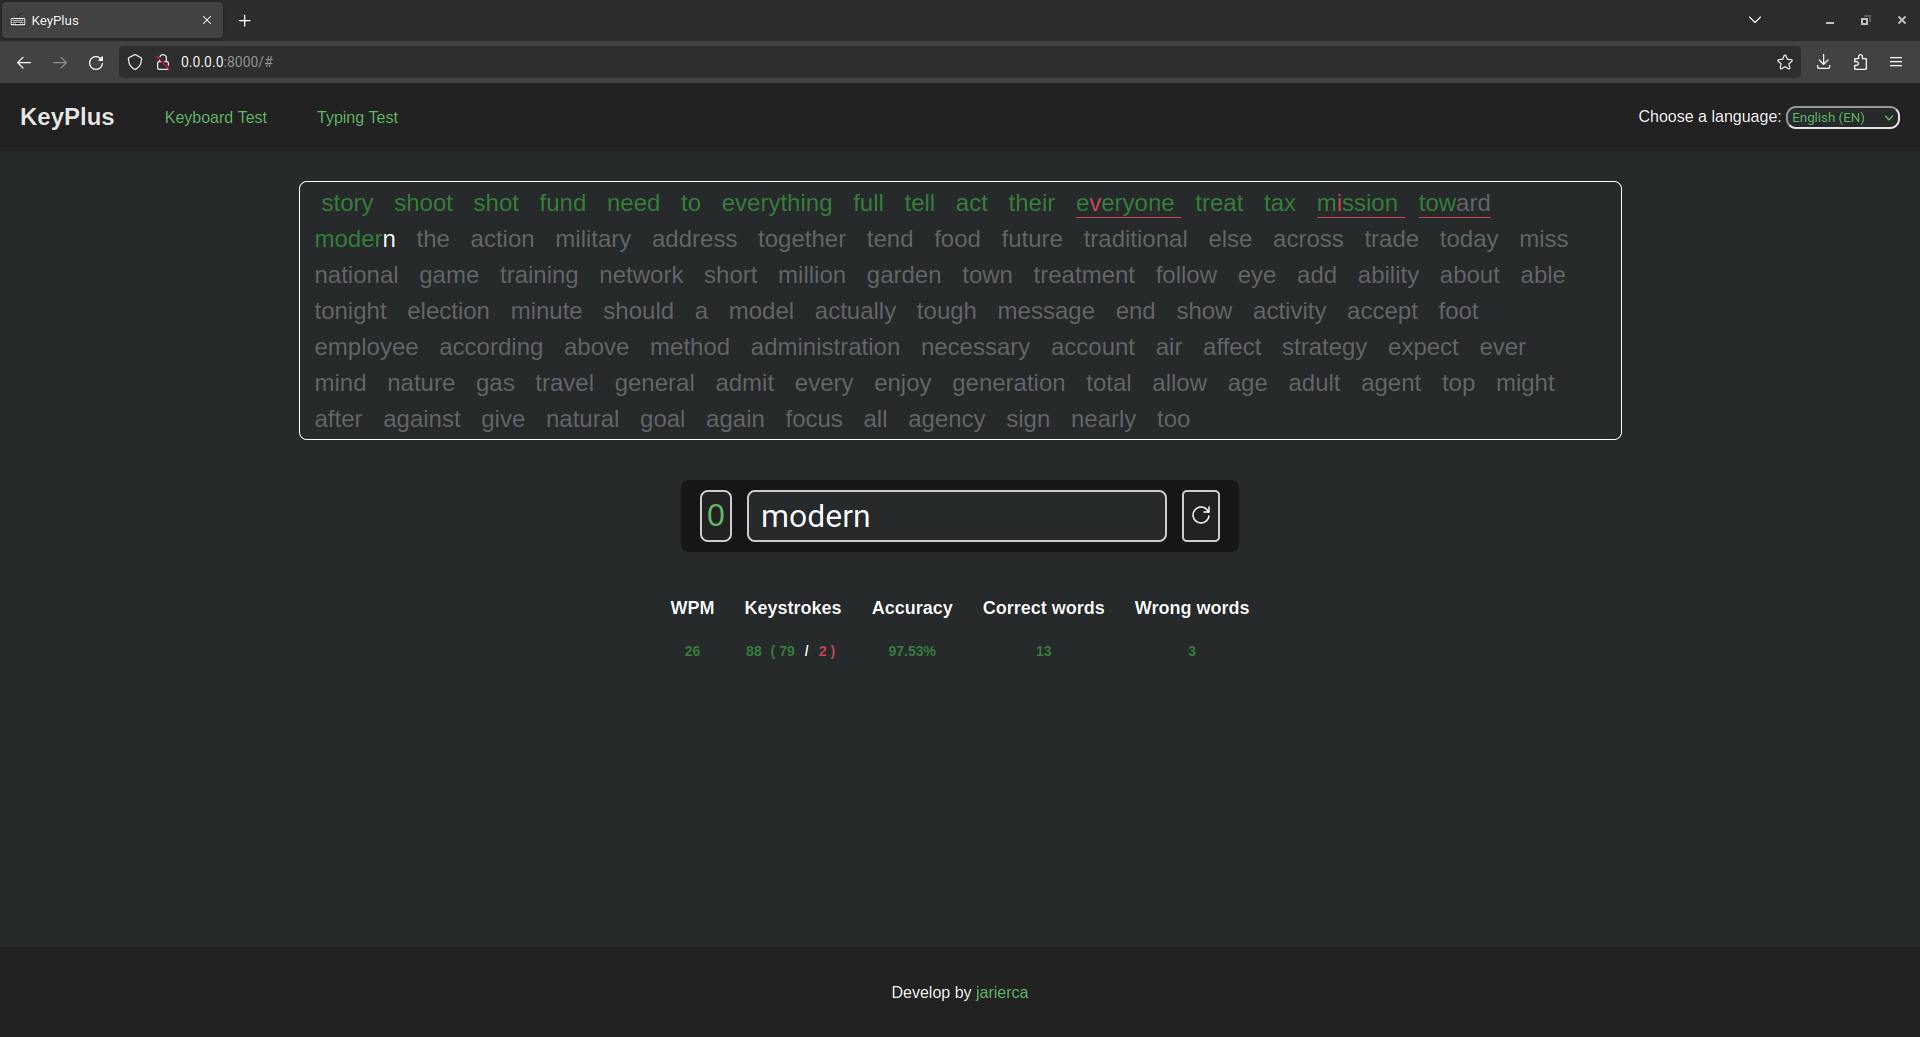 KeyPlus
0.0.0.0:8000/#
KeyPlus Keyboard Test Typing Test Choose a language: English (EN)
story shoot shot fund need to everything full tell act their everyone treat tax mission toward
modern the action military address together tend food future traditional else across trade today miss
national game training network short million garden town treatment follow eye add ability about able
tonight election minute should a model actually tough message end show activity accept foot
employee according above method administration necessary account air affect strategy expect ever
mind nature gas travel general admit every enjoy generation total allow age adult agent top might
after against give natural goal again focus all agency sign nearly too
0 modern
WPM Keystrokes Accuracy Correct words Wrong words
26 88 ( 79 / 2 ) 97.53% 13 3
Develop by jarierca